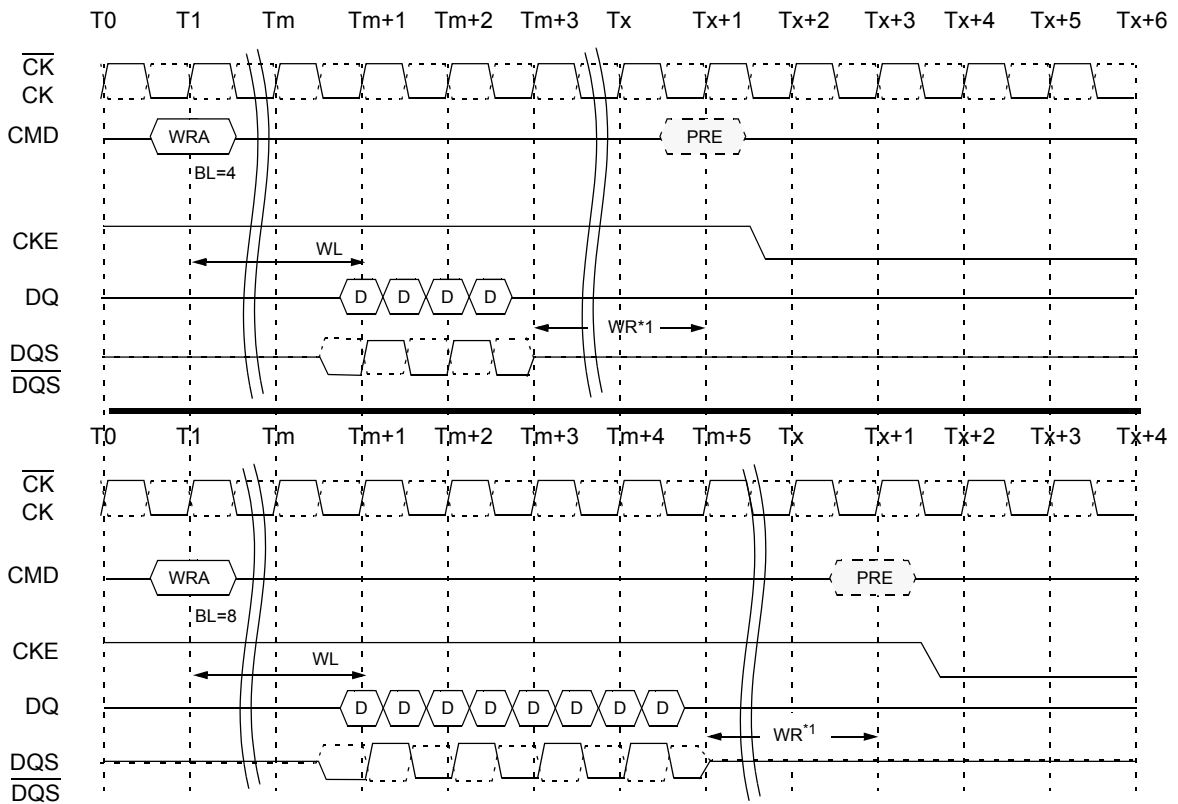 T0 T1 Tm Tm+1 Tm+2 Tm+3 Tx Tx+1 Tx+2 Tx+3 Tx+4 Tx+5 Tx+6
CK
CK
CMD WRA PRE
BL=4
CKE
WL
DQ D D D D
WR*1
DQS
DQS
T0 T1 Tm Tm+1 Tm+2 Tm+3 Tm+4 Tm+5 Tx Tx+1 Tx+2 Tx+3 Tx+4
CK
CK
CMD WRA PRE
BL=8
CKE
WL
DQ D D D D D D D D
WR*1
DQS
DQS